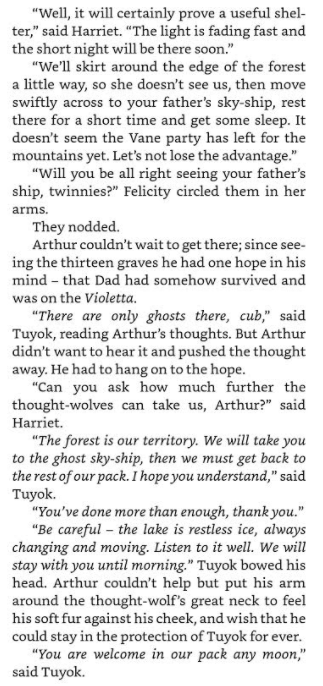 “Well, it will certainly prove a useful shel-
ter,” said Harriet. “The light is fading fast and
the short night will be there soon.”
“We’ll skirt around the edge of the forest
a little way, so she doesn’t see us, then move
swiftly across to your father’s sky-ship, rest
there for a short time and get some sleep. It
doesn’t seem the Vane party has left for the
mountains yet. Let’s not lose the advantage.”
“Will you be all right seeing your father’s
ship, twinnies?” Felicity circled them in her
arms.
They nodded.
Arthur couldn’t wait to get there; since see-
ing the thirteen graves he had one hope in his
mind – that Dad had somehow survived and
was on the Violetta.
“There are only ghosts there, cub,” said
Tuyok, reading Arthur’s thoughts. But Arthur
didn’t want to hear it and pushed the thought
away. He had to hang on to the hope.
“Can you ask how much further the
thought-wolves can take us, Arthur?” said
Harriet.
“The forest is our territory. We will take you
to the ghost sky-ship, then we must get back to
the rest of our pack. I hope you understand,” said
Tuyok.
“You’ve done more than enough, thank you.”
“Be careful – the lake is restless ice, always
changing and moving. Listen to it well. We will
stay with you until morning.” Tuyok bowed his
head. Arthur couldn’t help but put his arm
around the thought-wolf’s great neck to feel
his soft fur against his cheek, and wish that he
could stay in the protection of Tuyok for ever.
“You are welcome in our pack any moon,”
said Tuyok.